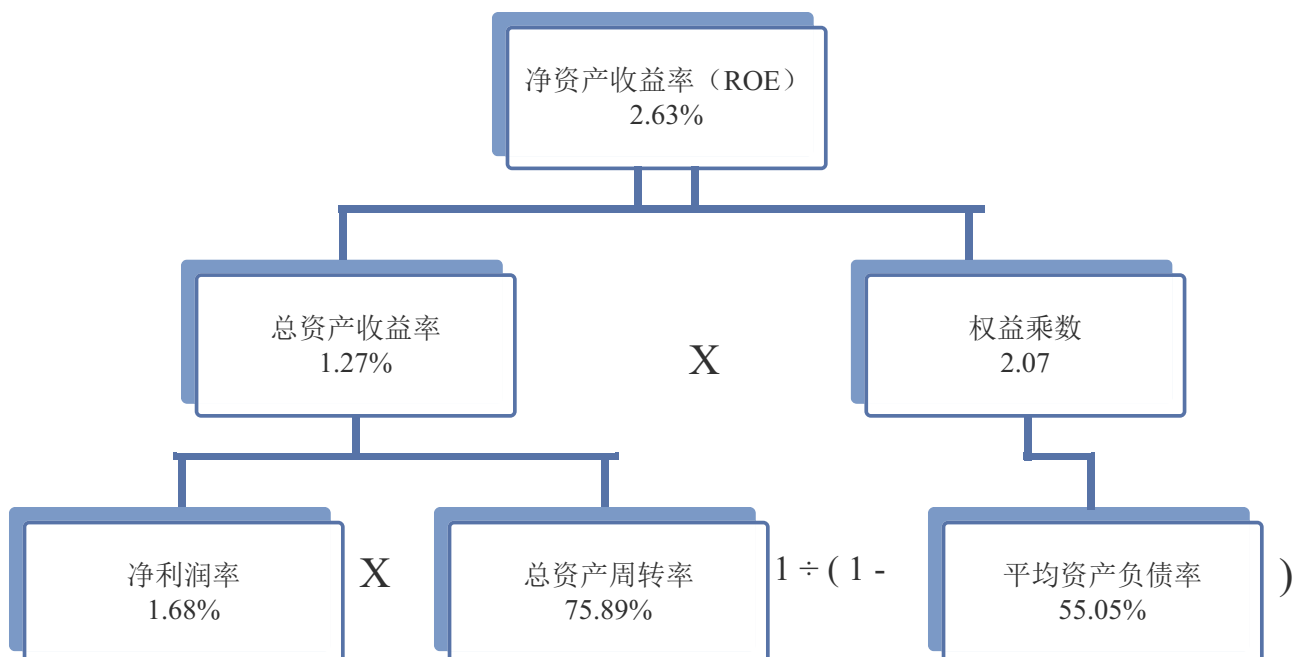 净资产收益率（ROE）
2.63%
总资产收益率
1.27%
X
权益乘数
2.07
净利润率
1.68%
X
总资产周转率
75.89%
1 ÷ ( 1 -
平均资产负债率
55.05%
)